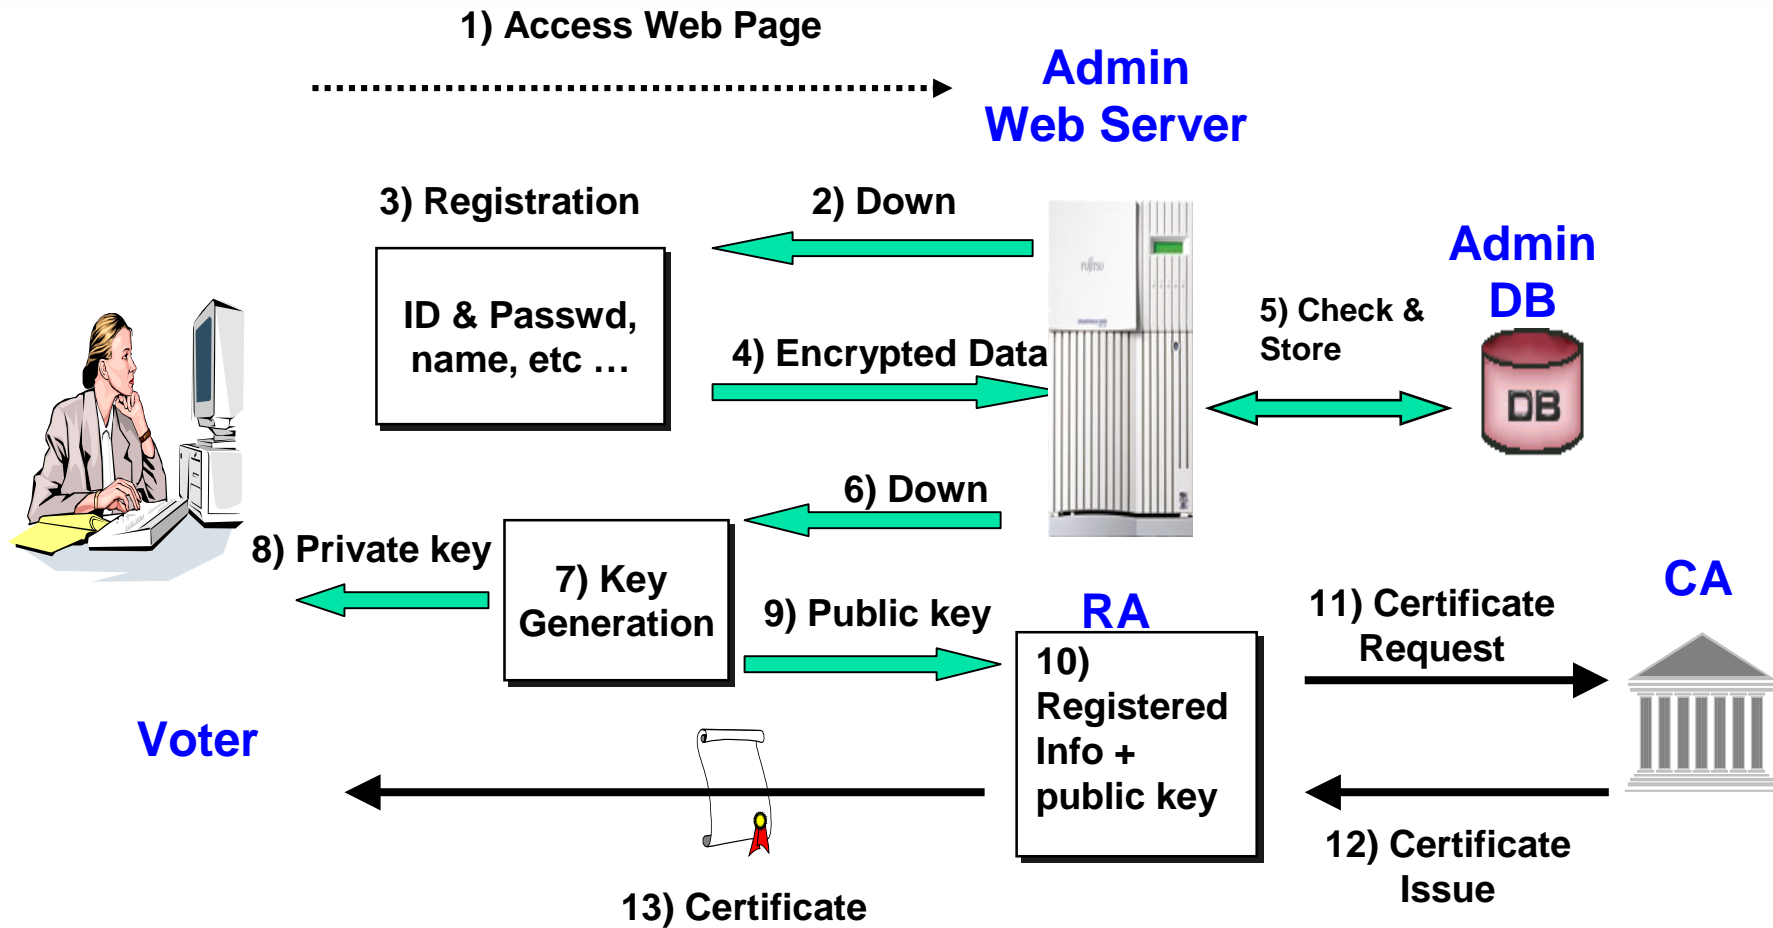 1) Access Web Page
Admin
Web Server
3) Registration
2) Down
FUJITSU
Admin
DB
ID & Passwd,
name, etc …
5) Check &
Store
4) Encrypted Data
DB
6) Down
8) Private key
7) Key
Generation
9) Public key
RA
11) Certificate
Request
CA
10)
Registered
Info +
public key
Voter
12) Certificate
Issue
13) Certificate